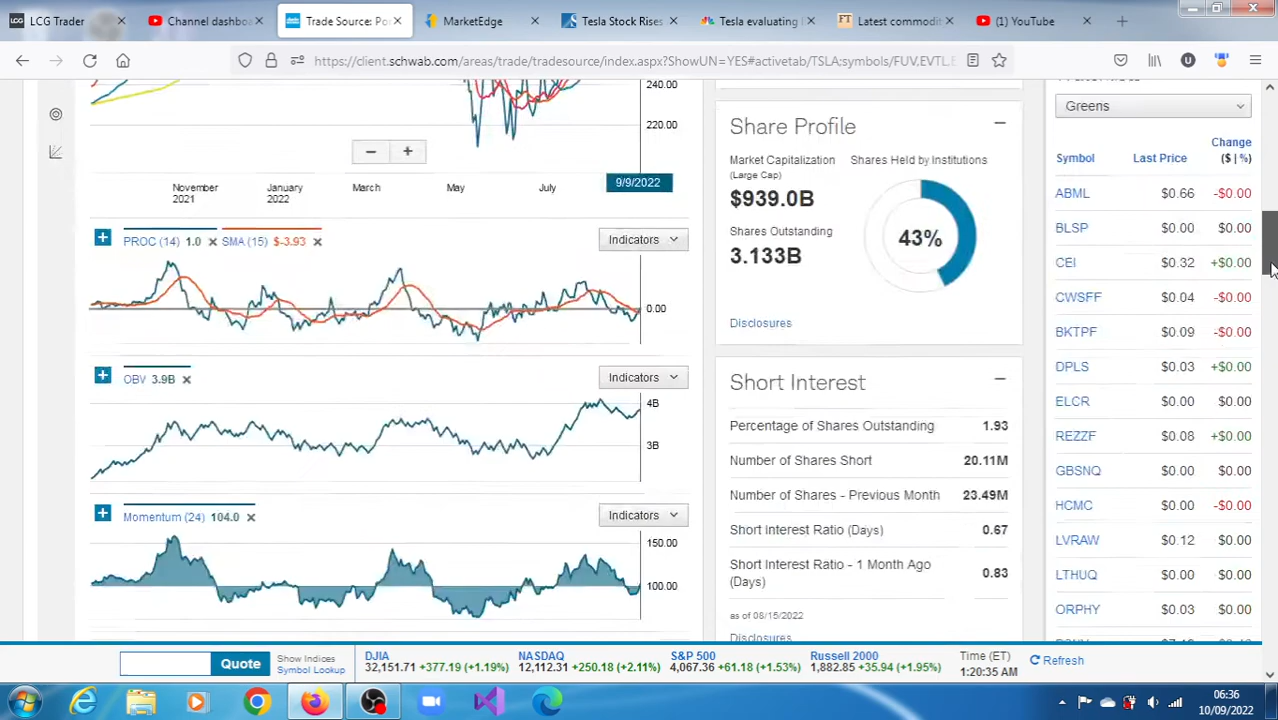 LCG Trader
Channel dashboa
Trade Source: Po
MarketEdge
Tesla Stock Rises
Tesla evaluating
Latest commodit
(1) YouTube
https://client.schwab.com/areas/trade/tradesource/index.aspx?ShowUN=YES#activetab/TSLA;symbols/FUV,EVTL,E
240.00
220.00
November
2021
January
2022
March
May
July
9/9/2022
PROC (14) 1.0 SMA (15) $-3.93
Indicators
0.00
OBV 3.9B
Indicators
4B
3B
Momentum (24) 104.0
Indicators
150.00
100.00
Share Profile
Market Capitalization
(Large Cap)
$939.0B
Shares Outstanding
3.133B
Shares Held by Institutions
43%
Disclosures
Short Interest
Percentage of Shares Outstanding 1.93
Number of Shares Short 20.11M
Number of Shares - Previous Month 23.49M
Short Interest Ratio (Days) 0.67
Short Interest Ratio - 1 Month Ago
(Days) 0.83
as of 08/15/2022
Disclosures
Greens
Symbol Last Price Change
($ | %)
ABML $0.66 -$0.00
BLSP $0.00 $0.00
CEI $0.32 +$0.00
CWSFF $0.04 -$0.00
BKTPF $0.09 -$0.00
DPLS $0.03 +$0.00
ELCR $0.00 $0.00
REZZF $0.08 +$0.00
GBSNQ $0.00 $0.00
HCMC $0.00 -$0.00
LVRAW $0.12 $0.00
LTHUQ $0.00 $0.00
ORPHY $0.03 $0.00
Quote
Show Indices
Symbol Lookup
DJIA
32,151.71 +377.19 (+1.19%)
NASDAQ
12,112.31 +250.18 (+2.11%)
S&P 500
4,067.36 +61.18 (+1.53%)
Russell 2000
1,882.85 +35.94 (+1.95%)
Time (ET)
1:20:35 AM
Refresh
06:36
10/09/2022